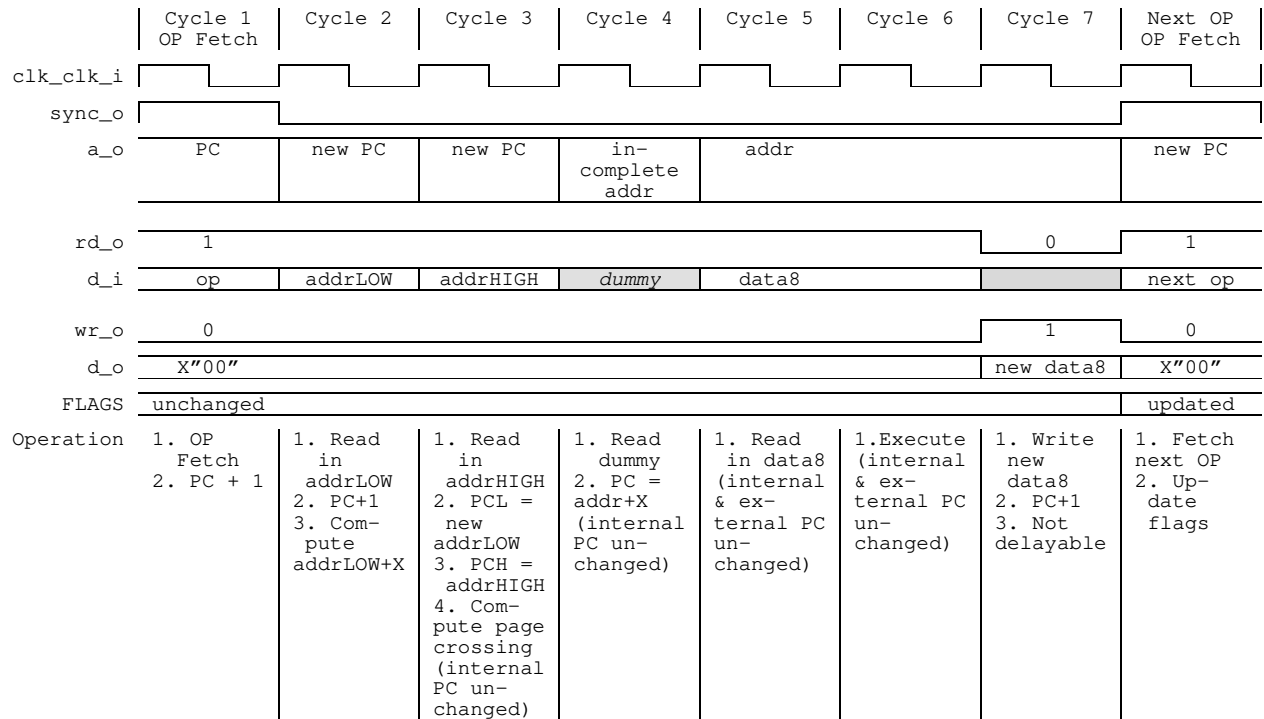 Cycle 1 Cycle 2 Cycle 3 Cycle 4 Cycle 5 Cycle 6 Cycle 7 Next OP
OP Fetch OP Fetch
clk_clk_i
sync_o
a_o PC new PC new PC in- addr new PC
complete
addr
rd_o 1 0 1
d_i op addrLOW addrHIGH dummy data8 next op
wr_o 0 1 0
d_o X"00" new data8 X"00"
FLAGS unchanged updated
Operation
1. OP
Fetch
2. PC + 1
1. Read
in
addrLOW
2. PC+1
3. Com-
pute
addrLOW+X
1. Read
in
addrHIGH
2. PCL =
new
addrLOW
3. PCH =
addrHIGH
4. Com-
pute page
crossing
(internal
PC un-
changed)
1. Read
dummy
2. PC =
addr+X
(internal
PC un-
changed)
1. Read
in data8
(internal
& ex-
ternal PC
un-
changed)
1.Execute
(internal
& ex-
ternal PC
un-
changed)
1. Write
new
data8
2. PC+1
3. Not
delayable
1. Fetch
next OP
2. Up-
date
flags